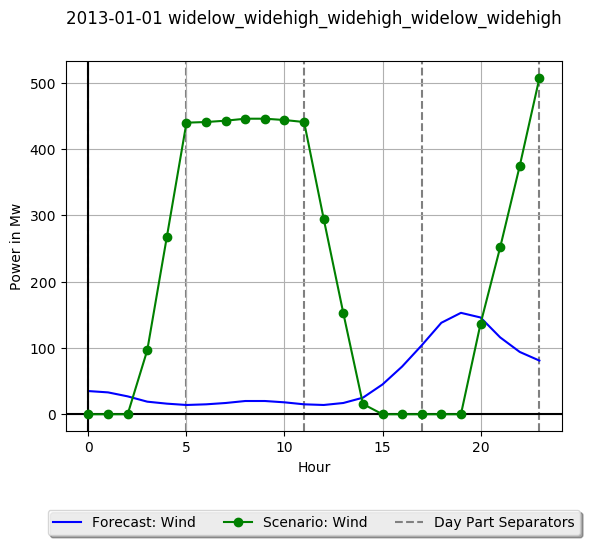 2013-01-01 widelow_widehigh_widehigh_widelow_widehigh
500
400
300
200
100
0
Power in Mw
0 5 10 15 20
Hour
Forecast: Wind Scenario: Wind Day Part Separators